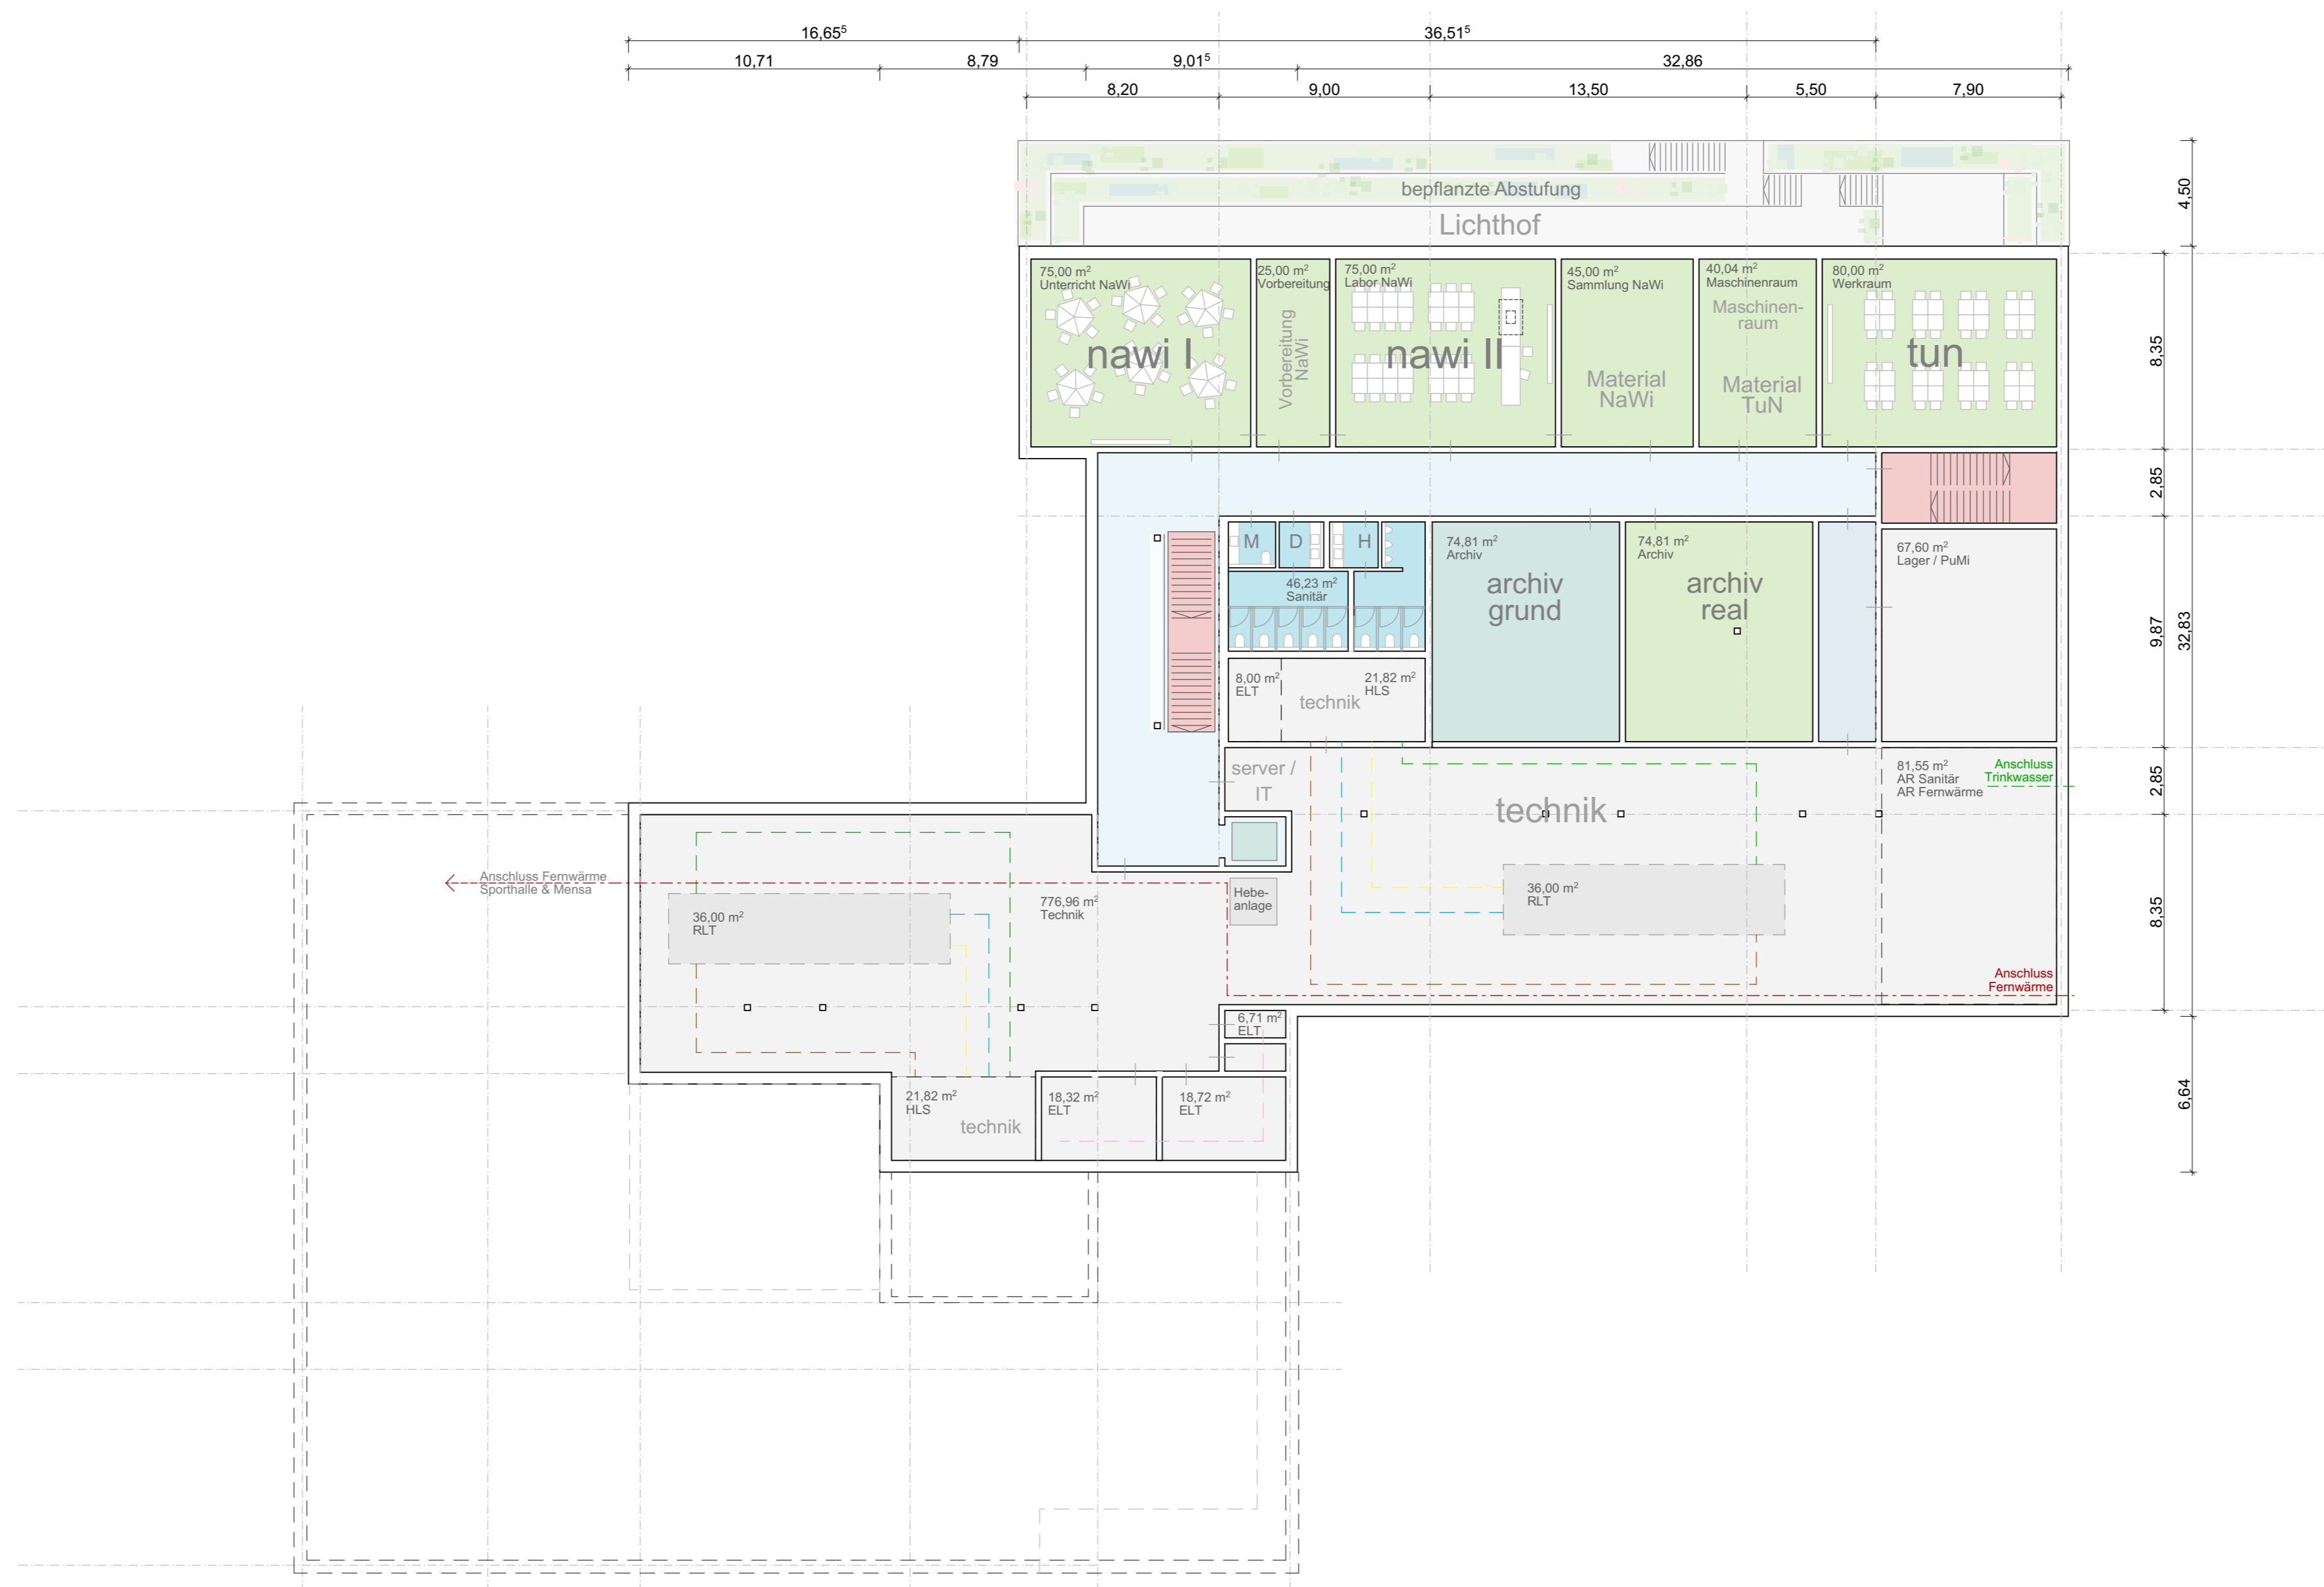 16,65⁵
36,51⁵
10,71
8,79
9,01⁵
32,86
8,20
9,00
13,50
5,50
7,90
4,50
bepflanzte Abstufung
Lichthof
75,00 m²
Unterricht NaWi
nawi I
25,00 m²
Vorbereitung
Vorbereitung
NaWi
75,00 m²
Labor NaWi
nawi II
45,00 m²
Sammlung NaWi
Material
NaWi
40,04 m²
Maschinenraum
Maschinen-
raum
Material
TuN
80,00 m²
Werkraum
tun
8,35
2,85
9,87
32,83
2,85
8,35
6,64
M
D
H
46,23 m²
Sanitär
74,81 m²
Archiv
archiv
grund
74,81 m²
Archiv
archiv
real
67,60 m²
Lager / PuMi
8,00 m²
ELT
technik
21,82 m²
HLS
server /
IT
technik
81,55 m²
AR Sanitär
AR Fernwärme
Anschluss
Trinkwasser
Anschluss Fernwärme
Sporthalle & Mensa
36,00 m²
RLT
776,96 m²
Technik
Hebe-
anlage
36,00 m²
RLT
Anschluss
Fernwärme
6,71 m²
ELT
21,82 m²
HLS
technik
18,32 m²
ELT
18,72 m²
ELT